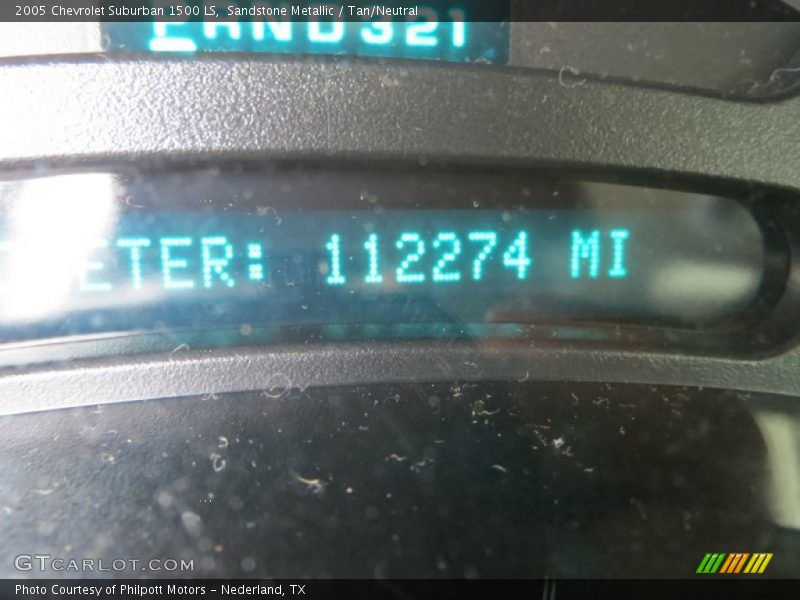 2005 Chevrolet Suburban 1500 LS, Sandstone Metallic / Tan/Neutral
PRND321
ETER: 112274 MI
GTCARLOT.COM
Photo Courtesy of Philpott Motors – Nederland, TX